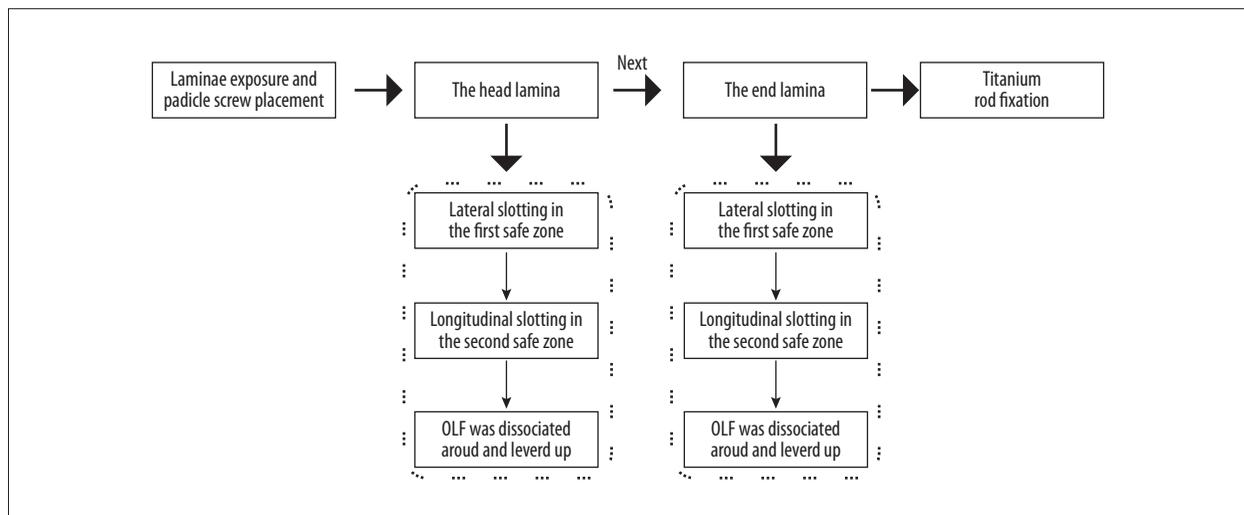 Laminae exposure and
padicle screw placement
The head lamina
Next
The end lamina
Titanium
rod fixation
Lateral slotting in
the first safe zone
Longitudinal slotting in
the second safe zone
OLF was dissociated
aroud and leverd up
Lateral slotting in
the first safe zone
Longitudinal slotting in
the second safe zone
OLF was dissociated
aroud and leverd up